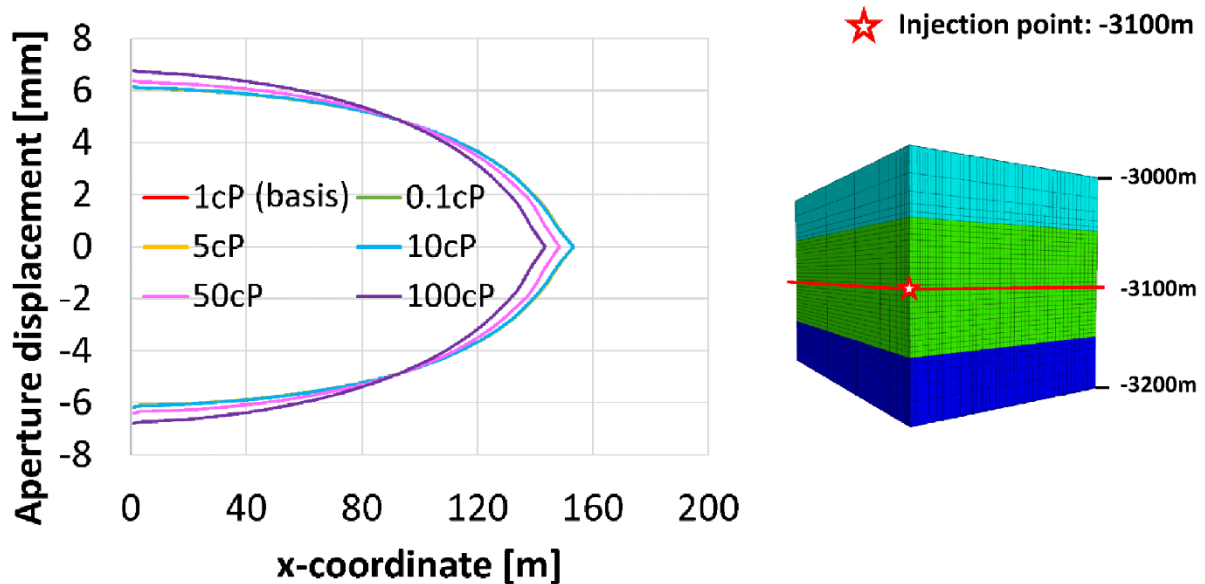 Aperture displacement [mm]
8
6
4
2
0
-2
-4
-6
-8
1cP (basis) 0.1cP
5cP 10cP
50cP 100cP
0 40 80 120 160 200
x-coordinate [m]
Injection point: -3100m
-3000m
-3100m
-3200m